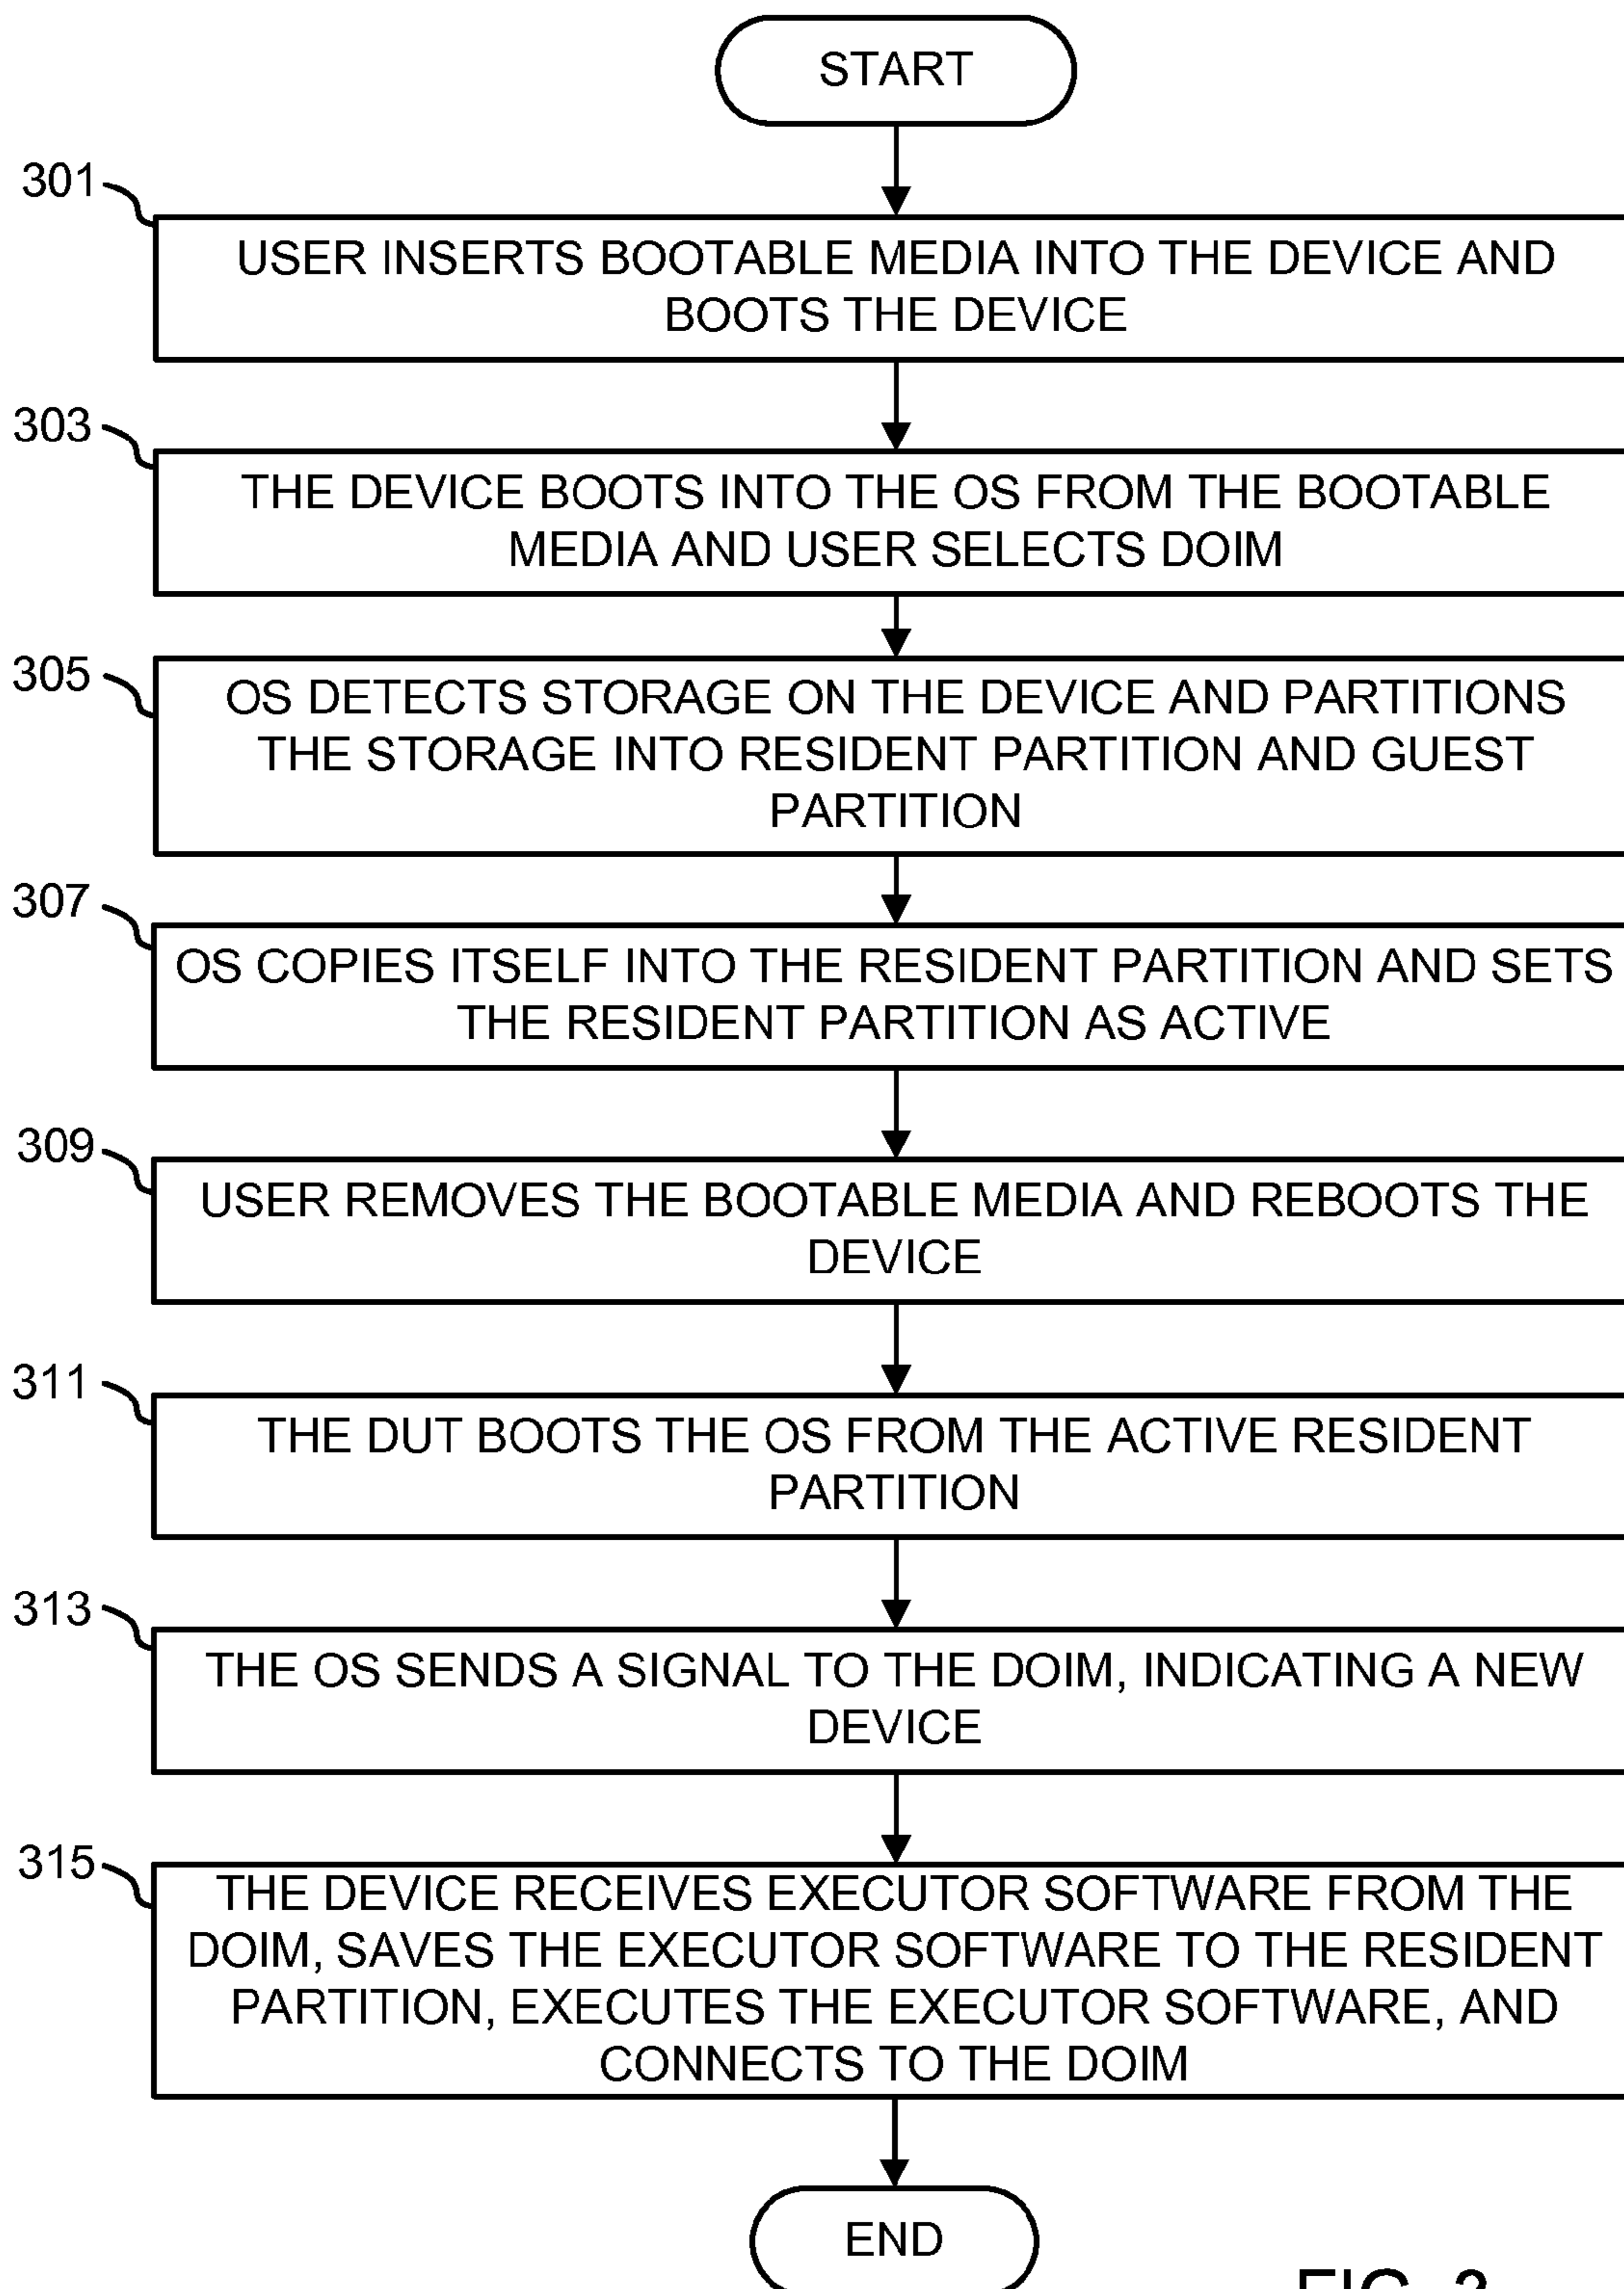 START
301
USER INSERTS BOOTABLE MEDIA INTO THE DEVICE AND
BOOTS THE DEVICE
303
THE DEVICE BOOTS INTO THE OS FROM THE BOOTABLE
MEDIA AND USER SELECTS DOIM
305
OS DETECTS STORAGE ON THE DEVICE AND PARTITIONS
THE STORAGE INTO RESIDENT PARTITION AND GUEST
PARTITION
307
OS COPIES ITSELF INTO THE RESIDENT PARTITION AND SETS
THE RESIDENT PARTITION AS ACTIVE
309
USER REMOVES THE BOOTABLE MEDIA AND REBOOTS THE
DEVICE
311
THE DUT BOOTS THE OS FROM THE ACTIVE RESIDENT
PARTITION
313
THE OS SENDS A SIGNAL TO THE DOIM, INDICATING A NEW
DEVICE
315
THE DEVICE RECEIVES EXECUTOR SOFTWARE FROM THE
DOIM, SAVES THE EXECUTOR SOFTWARE TO THE RESIDENT
PARTITION, EXECUTES THE EXECUTOR SOFTWARE, AND
CONNECTS TO THE DOIM
END
FIG.